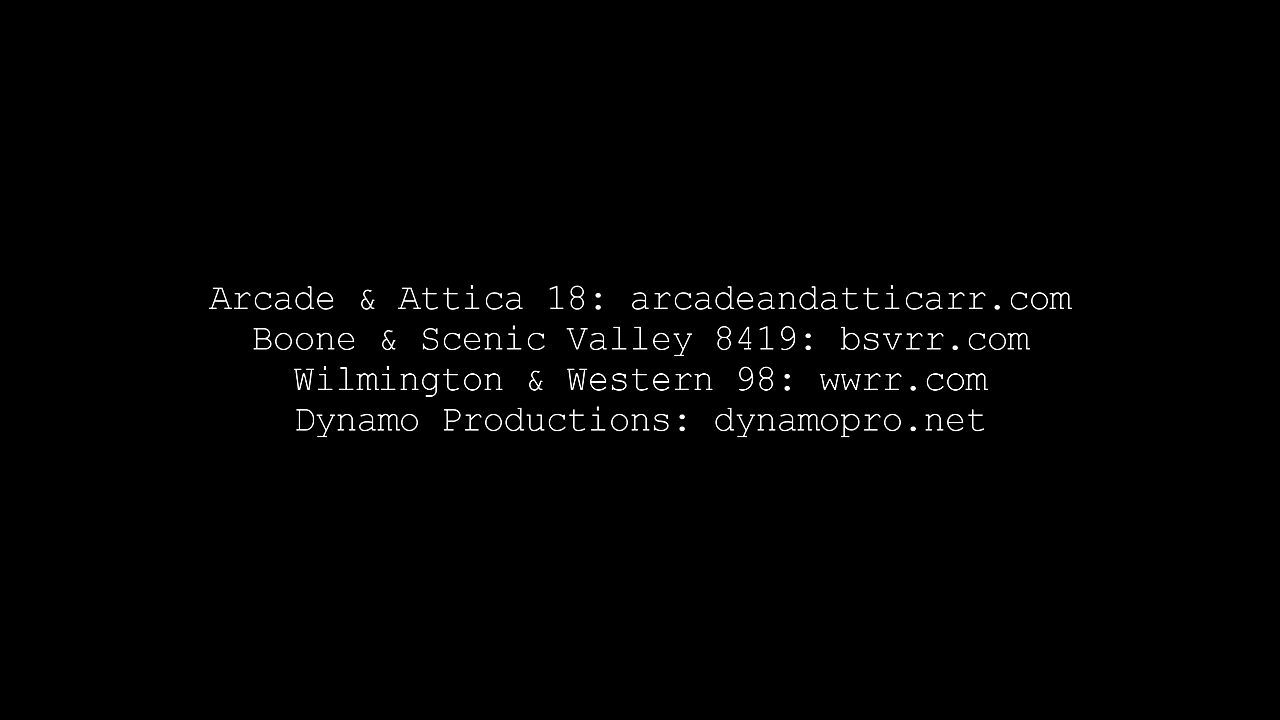 Arcade & Attica 18: arcadeandatticarr.com
Boone & Scenic Valley 8419: bsvrr.com
Wilmington & Western 98: wwrr.com
Dynamo Productions: dynamopro.net